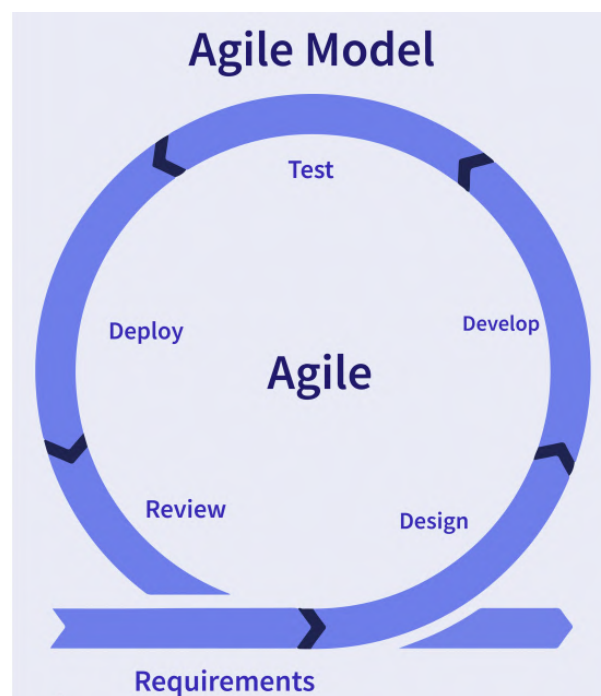 Agile Model
Test
Deploy
Develop
Agile
Review
Design
Requirements